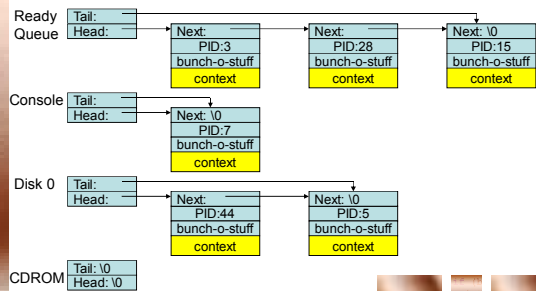 Ready Queue
Tail:
Head:
Next:
PID:3
bunch-o-stuff
context
Next:
PID:28
bunch-o-stuff
context
Next: \0
PID:15
bunch-o-stuff
context
Console
Tail:
Head:
Next: \0
PID:7
bunch-o-stuff
context
Disk 0
Tail:
Head:
Next:
PID:44
bunch-o-stuff
context
Next: \0
PID:5
bunch-o-stuff
context
CDROM
Tail: \0
Head: \0